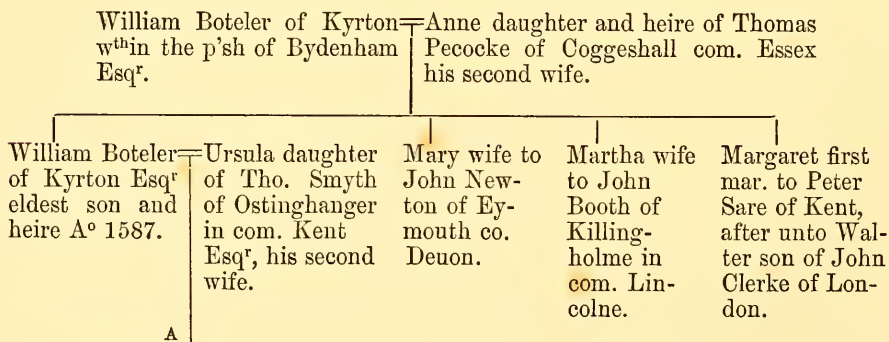 William Boteler of Kyrton
wᵗʰin the p'sh of Bydenham
Esqʳ.
Anne daughter and heire of Thomas
Pecocke of Coggeshall com. Essex
his second wife.
William Boteler
of Kyrton Esqʳ
eldest son and
heire Aº 1587.
Ursula daughter
of Tho. Smyth
of Ostinghanger
in com. Kent
Esqʳ, his second
wife.
Mary wife to
John New-
ton of Ey-
mouth co.
Deuon.
Martha wife
to John
Booth of
Killing-
holme in
com. Lin-
colne.
Margaret first
mar. to Peter
Sare of Kent,
after unto Wal-
ter son of John
Clerke of Lon-
don.
A